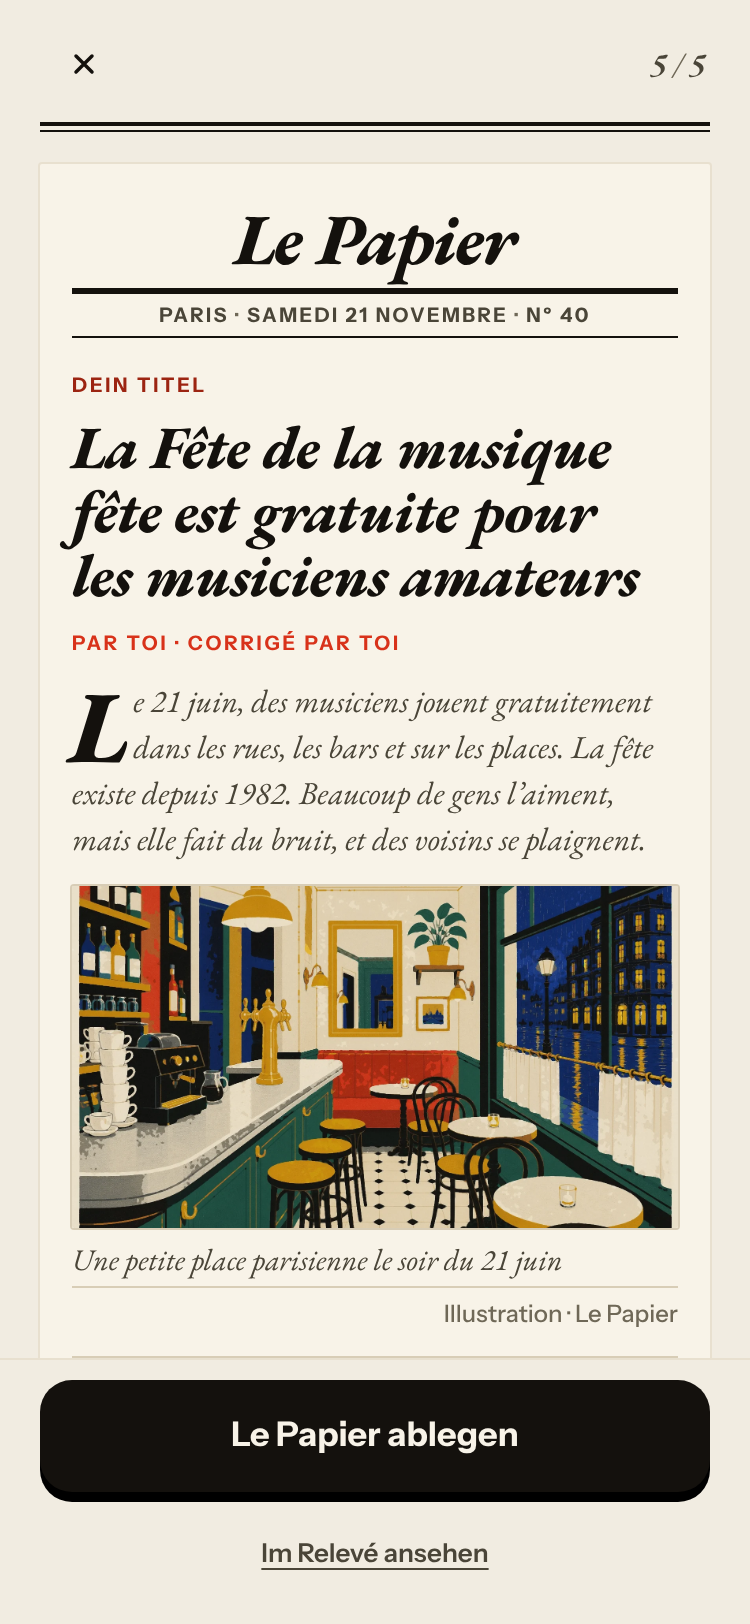 5/5
Le Papier
PARIS · SAMEDI 21 NOVEMBRE · N° 40
DEIN TITEL
La Fête de la musique
fête est gratuite pour
les musiciens amateurs
PAR TOI · CORRIGÉ PAR TOI
Le 21 juin, des musiciens jouent gratuitement
dans les rues, les bars et sur les places. La fête
existe depuis 1982. Beaucoup de gens l’aiment,
mais elle fait du bruit, et des voisins se plaignent.
Une petite place parisienne le soir du 21 juin
Illustration · Le Papier
Le Papier ablegen
Im Relevé ansehen